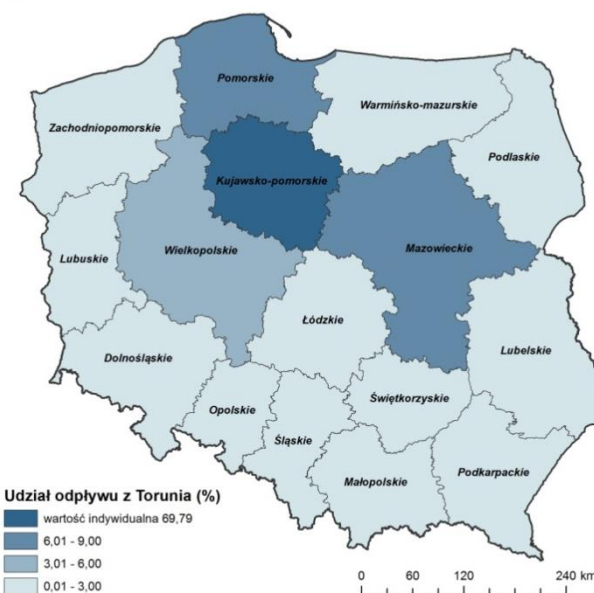 Pomorskie
Warmińsko-mazurskie
Zachodniopomorskie
Podlaskie
Kujawsko-pomorskie
Mazowieckie
Wielkopolskie
Lubuskie
Łódzkie
Lubelskie
Dolnośląskie
Świętkorzyskie
Opolskie
Śląskie
Podkarpackie
Małopolskie
Udział odpływu z Torunia (%)
wartość indywidualna 69,79
6,01 - 9,00
3,01 - 6,00
0,01 - 3,00
0 60 120 240 km